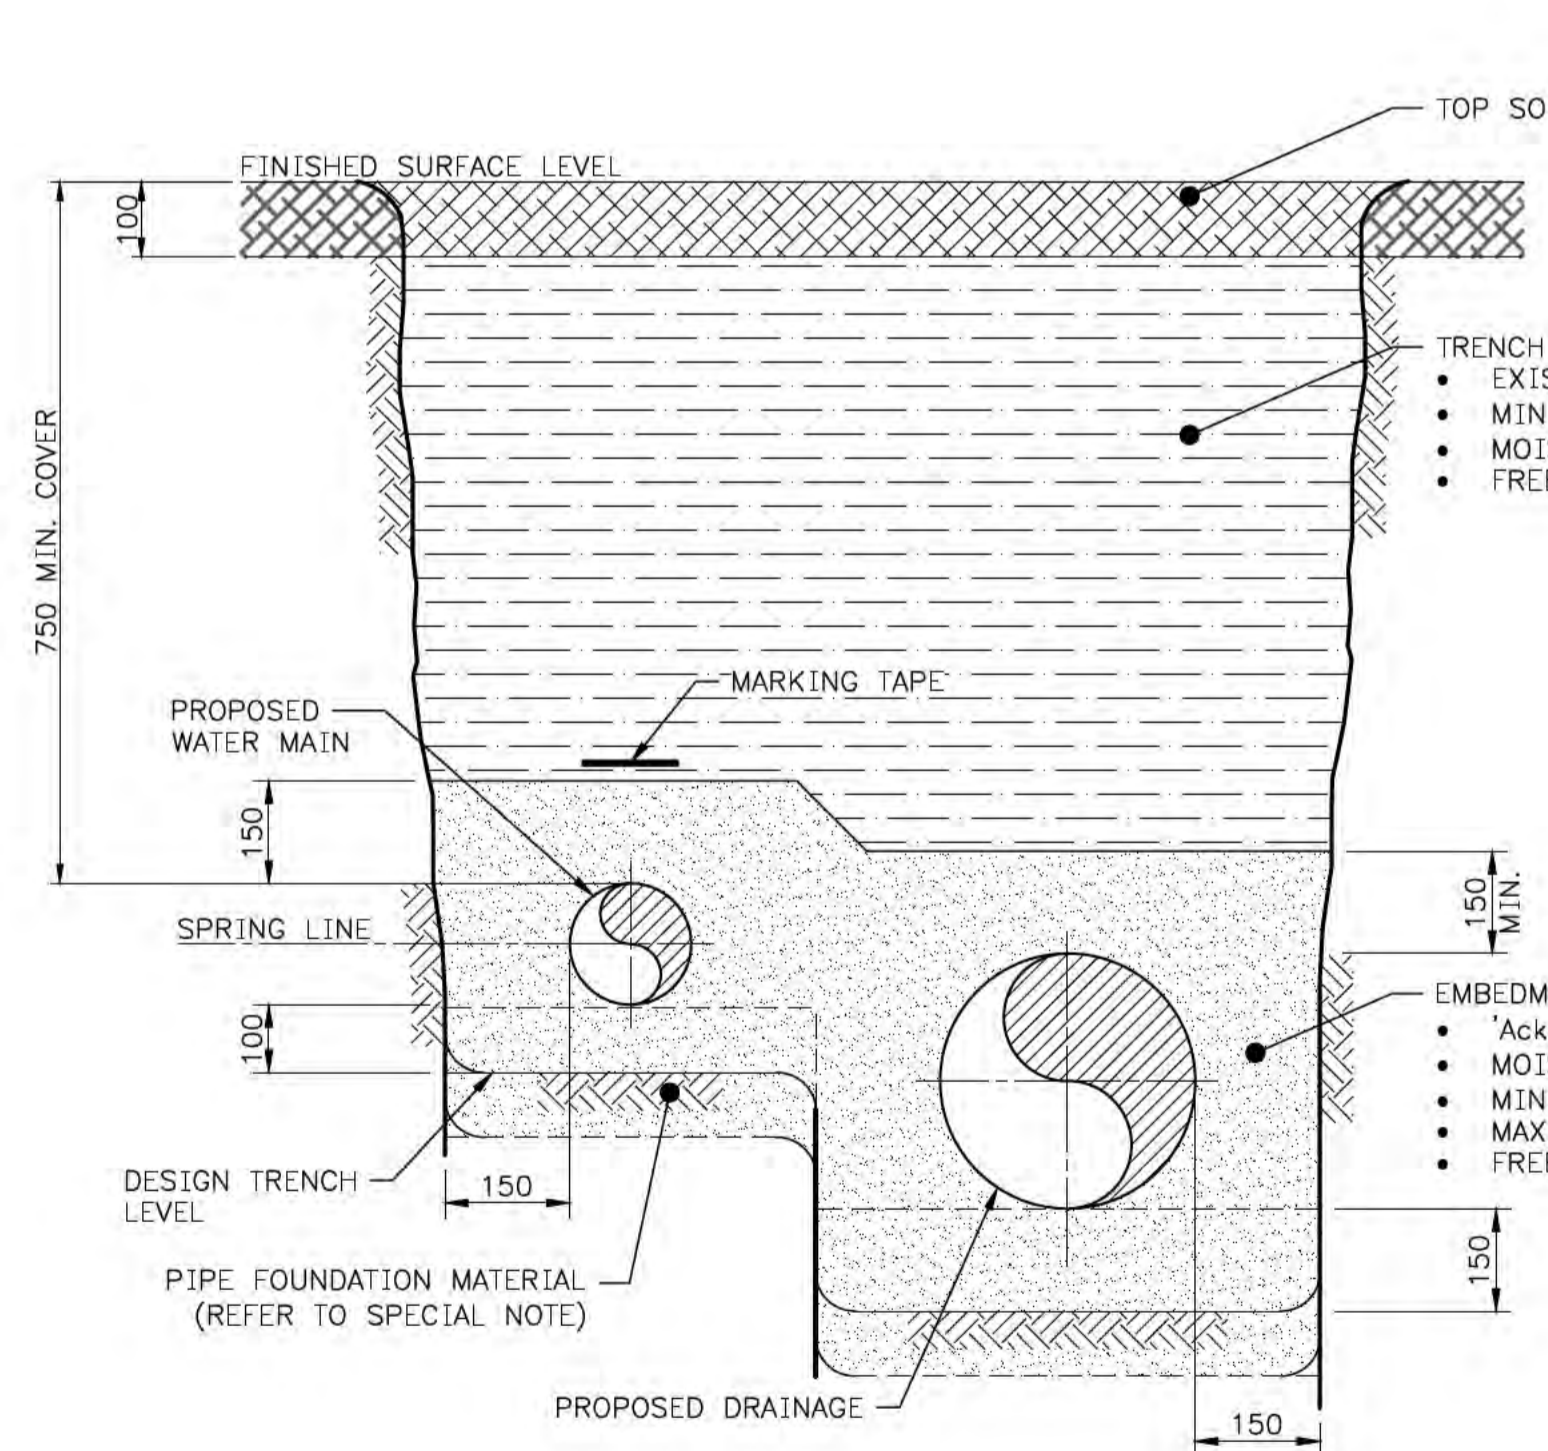 TOP SO
FINISHED SURFACE LEVEL
100
TRENCH
• EXIS
• MIN
• MOI
• FREE
750 MIN. COVER
MARKING TAPE
PROPOSED
WATER MAIN
150
150
MIN.
SPRING LINE
100
EMBEDM
• 'Ack
• MOI
• MIN
• MAX
• FREE
DESIGN TRENCH
LEVEL
150
150
PIPE FOUNDATION MATERIAL
(REFER TO SPECIAL NOTE)
PROPOSED DRAINAGE
150